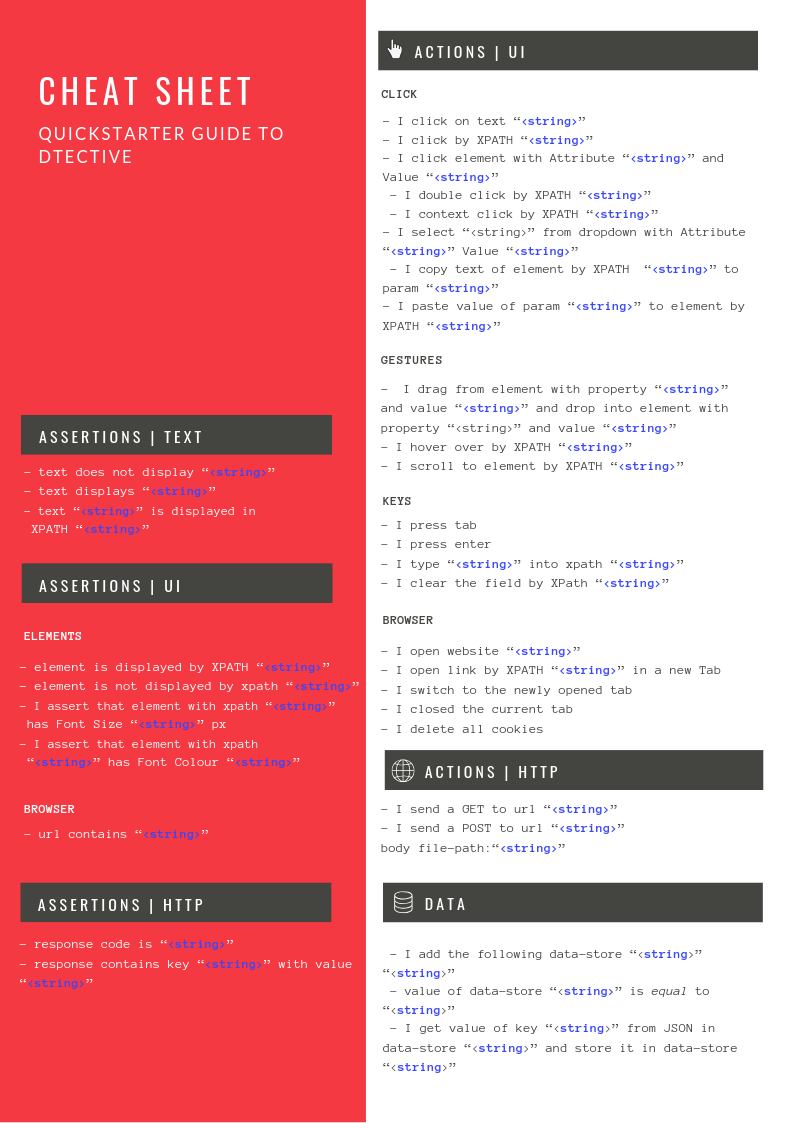 CHEAT SHEET
QUICKSTARTER GUIDE TO
DTECTIVE
ASSERTIONS | TEXT
– text does not display “<string>”
– text displays “<string>”
– text “<string>” is displayed in
XPATH “<string>”
ASSERTIONS | UI
ELEMENTS
– element is displayed by XPATH “<string>”
– element is not displayed by xpath “<string>”
– I assert that element with xpath “<string>”
has Font Size “<string>” px
– I assert that element with xpath
“<string>” has Font Colour “<string>”
BROWSER
– url contains “<string>”
ASSERTIONS | HTTP
– response code is “<string>”
– response contains key “<string>” with value
“<string>”
ACTIONS | UI
CLICK
– I click on text “<string>”
– I click by XPATH “<string>”
– I click element with Attribute “<string>” and
Value “<string>”
– I double click by XPATH “<string>”
– I context click by XPATH “<string>”
– I select “<string>” from dropdown with Attribute
“<string>” Value “<string>”
– I copy text of element by XPATH “<string>” to
param “<string>”
– I paste value of param “<string>” to element by
XPATH “<string>”
GESTURES
– I drag from element with property “<string>”
and value “<string>” and drop into element with
property “<string>” and value “<string>”
– I hover over by XPATH “<string>”
– I scroll to element by XPATH “<string>”
KEYS
– I press tab
– I press enter
– I type “<string>” into xpath “<string>”
– I clear the field by XPath “<string>”
BROWSER
– I open website “<string>”
– I open link by XPATH “<string>” in a new Tab
– I switch to the newly opened tab
– I closed the current tab
– I delete all cookies
ACTIONS | HTTP
– I send a GET to url “<string>”
– I send a POST to url “<string>”
body file-path:“<string>”
DATA
– I add the following data-store “<string>”
“<string>”
– value of data-store “<string>” is equal to
“<string>”
– I get value of key “<string>” from JSON in
data-store “<string>” and store it in data-store
“<string>”